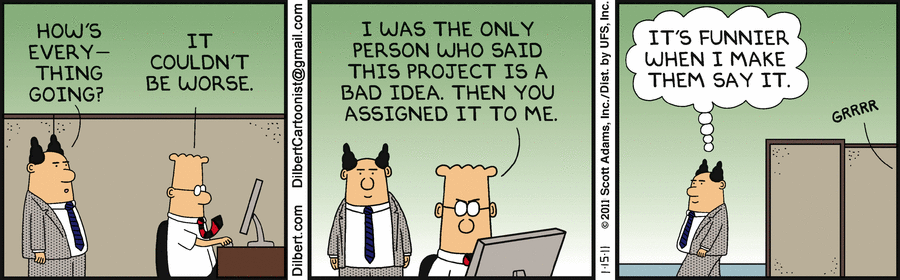 HOW'S
EVERY—
THING
GOING?
IT
COULDN'T
BE WORSE.
Dilbert.com DilbertCartoonist@gmail.com
I WAS THE ONLY
PERSON WHO SAID
THIS PROJECT IS A
BAD IDEA. THEN YOU
ASSIGNED IT TO ME.
1-15-11 © 2011 Scott Adams, Inc./Dist. by UFS, Inc.
IT'S FUNNIER
WHEN I MAKE
THEM SAY IT.
GRRRR